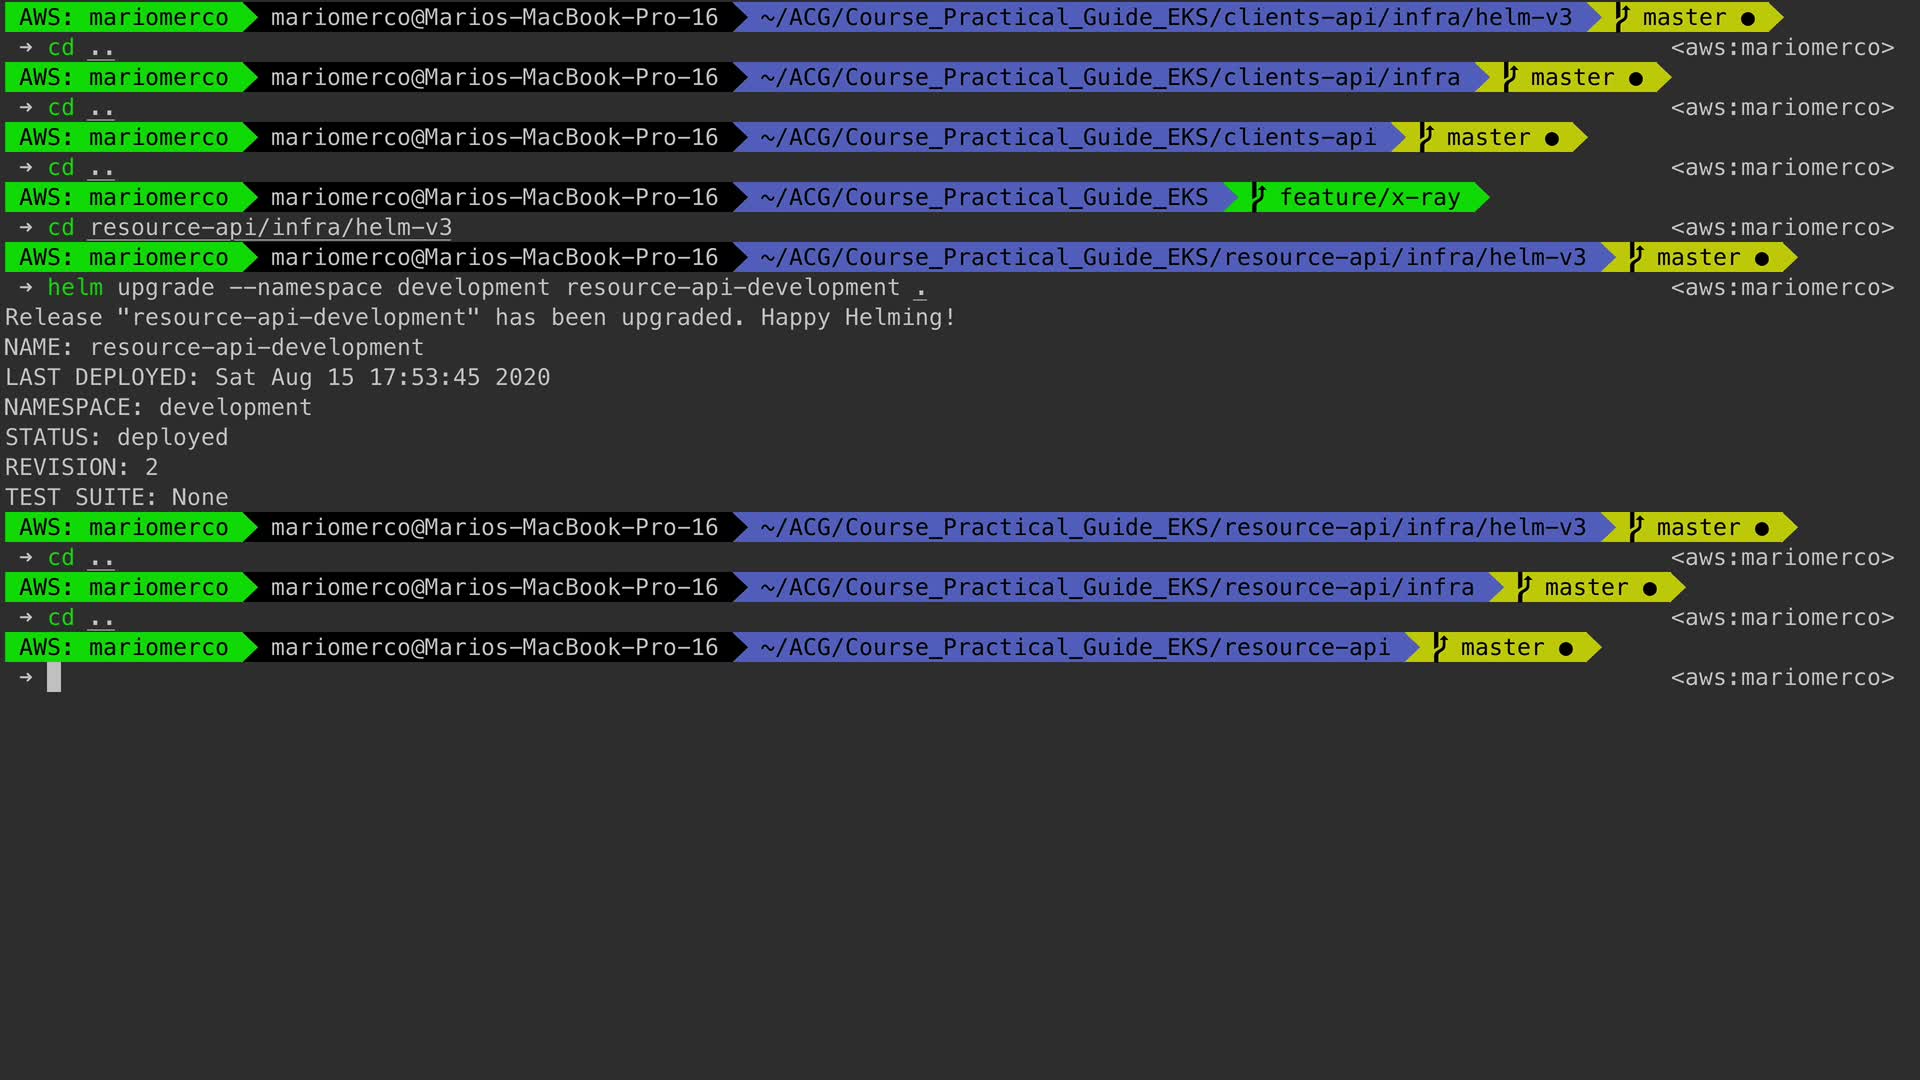 AWS: mariomerco mariomerco@Marios-MacBook-Pro-16 ~/ACG/Course_Practical_Guide_EKS/clients-api/infra/helm-v3 master ●
→ cd .. <aws:mariomerco>
AWS: mariomerco mariomerco@Marios-MacBook-Pro-16 ~/ACG/Course_Practical_Guide_EKS/clients-api/infra master ●
→ cd .. <aws:mariomerco>
AWS: mariomerco mariomerco@Marios-MacBook-Pro-16 ~/ACG/Course_Practical_Guide_EKS/clients-api master ●
→ cd .. <aws:mariomerco>
AWS: mariomerco mariomerco@Marios-MacBook-Pro-16 ~/ACG/Course_Practical_Guide_EKS feature/x-ray
→ cd resource-api/infra/helm-v3 <aws:mariomerco>
AWS: mariomerco mariomerco@Marios-MacBook-Pro-16 ~/ACG/Course_Practical_Guide_EKS/resource-api/infra/helm-v3 master ●
→ helm upgrade --namespace development resource-api-development . <aws:mariomerco>
Release "resource-api-development" has been upgraded. Happy Helming!
NAME: resource-api-development
LAST DEPLOYED: Sat Aug 15 17:53:45 2020
NAMESPACE: development
STATUS: deployed
REVISION: 2
TEST SUITE: None
AWS: mariomerco mariomerco@Marios-MacBook-Pro-16 ~/ACG/Course_Practical_Guide_EKS/resource-api/infra/helm-v3 master ●
→ cd .. <aws:mariomerco>
AWS: mariomerco mariomerco@Marios-MacBook-Pro-16 ~/ACG/Course_Practical_Guide_EKS/resource-api/infra master ●
→ cd .. <aws:mariomerco>
AWS: mariomerco mariomerco@Marios-MacBook-Pro-16 ~/ACG/Course_Practical_Guide_EKS/resource-api master ●
→ <aws:mariomerco>